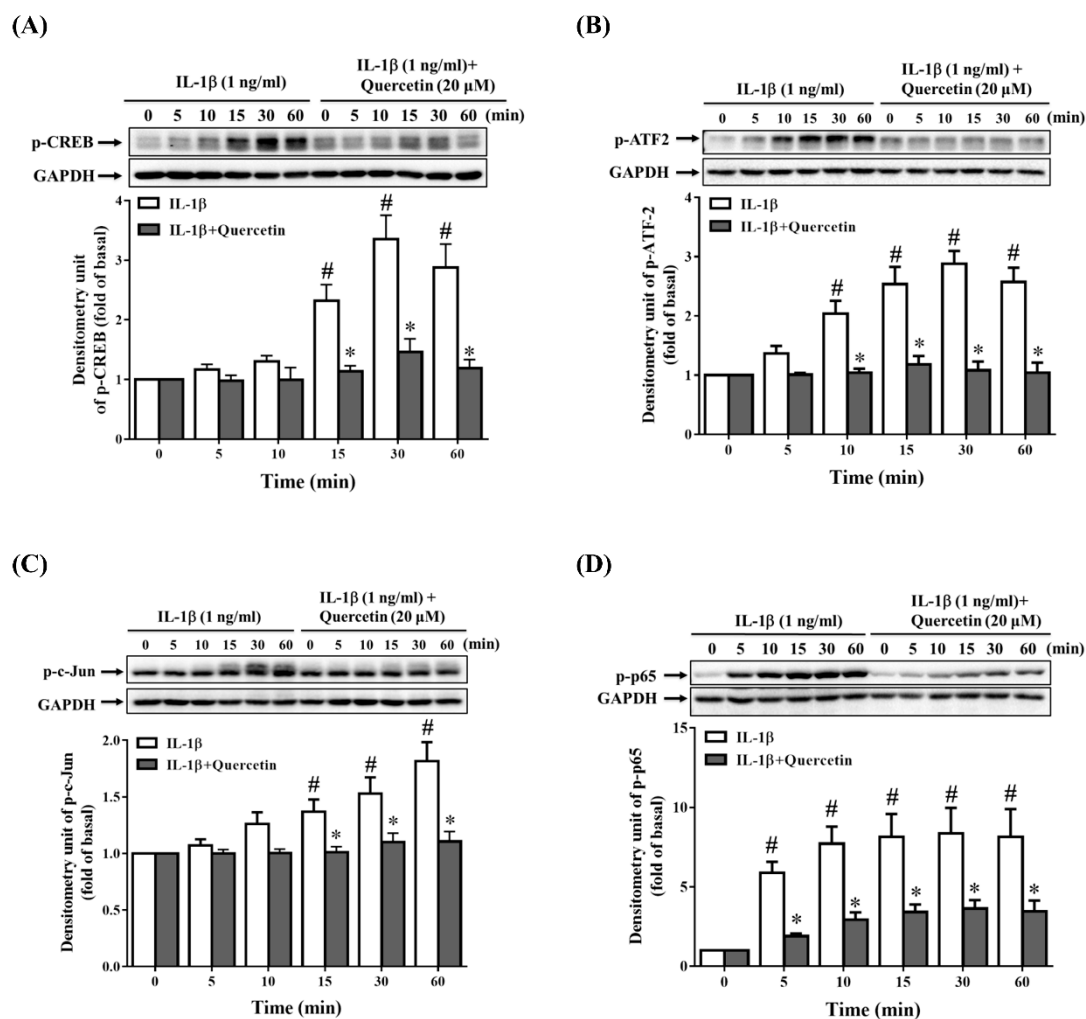 (A)
IL-1β (1 ng/ml)
IL-1β (1 ng/ml)+
Quercetin (20 μM)
0 5 10 15 30 60 0 5 10 15 30 60 (min)
p-CREB
GAPDH
IL-1β
IL-1β+Quercetin
Densitometry unit
of p-CREB (fold of basal)
4
3
2
1
0
# # #
* * *
0 5 10 15 30 60
Time (min)
(B)
IL-1β (1 ng/ml)
IL-1β (1 ng/ml) +
Quercetin (20 μM)
0 5 10 15 30 60 0 5 10 15 30 60 (min)
p-ATF2
GAPDH
IL-1β
IL-1β+Quercetin
Densitometry unit of p-ATF-2
(fold of basal)
4
3
2
1
0
# # # #
* * * *
0 5 10 15 30 60
Time (min)
(C)
IL-1β (1 ng/ml)
IL-1β (1 ng/ml) +
Quercetin (20 μM)
0 5 10 15 30 60 0 5 10 15 30 60 (min)
p-c-Jun
GAPDH
IL-1β
IL-1β+Quercetin
Densitometry unit of p-c-Jun
(fold of basal)
2.0
1.5
1.0
0.5
0.0
# # #
* * *
0 5 10 15 30 60
Time (min)
(D)
IL-1β (1 ng/ml)
IL-1β (1 ng/ml)+
Quercetin (20 μM)
0 5 10 15 30 60 0 5 10 15 30 60 (min)
p-p65
GAPDH
IL-1β
IL-1β+Quercetin
Densitometry unit of p-p65
(fold of basal)
15
10
5
0
# # # # #
* * * * *
0 5 10 15 30 60
Time (min)